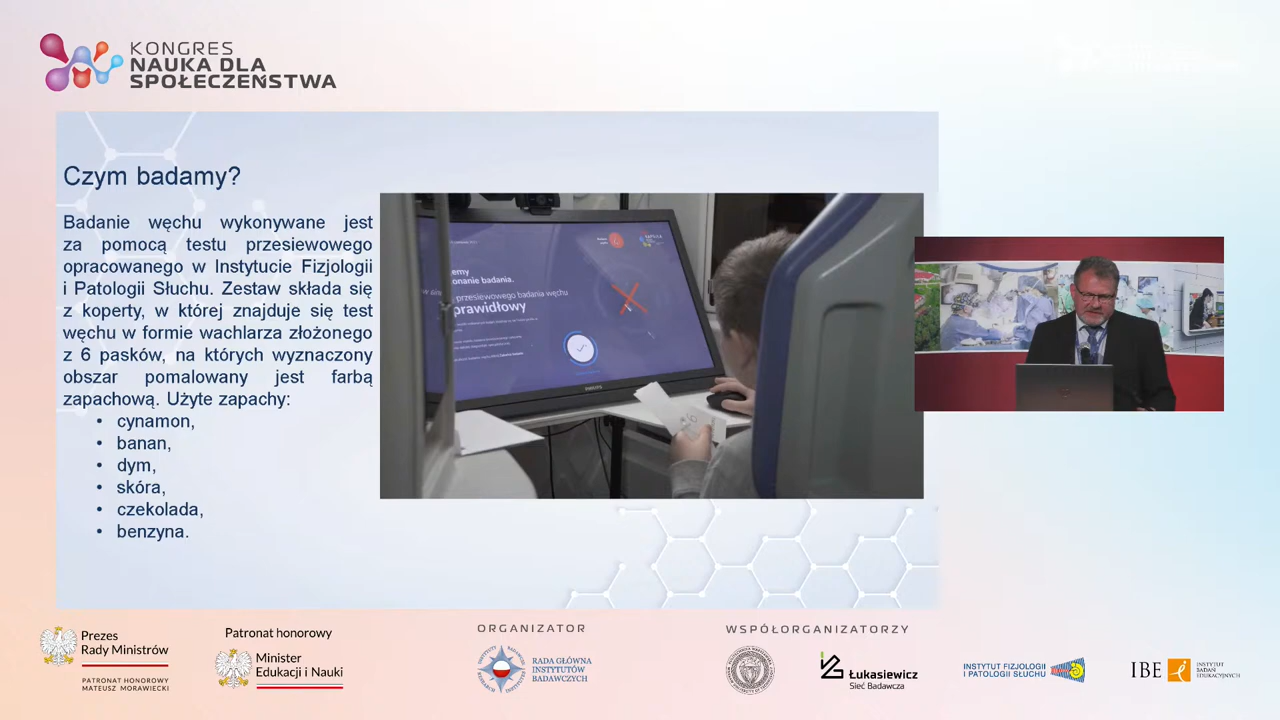 KONGRES
NAUKA DLA
SPOŁECZEŃSTWA
Czym badamy?
Badanie węchu wykonywane jest
za pomocą testu przesiewowego
opracowanego w Instytucie Fizjologii
i Patologii Słuchu. Zestaw składa się
z koperty, w której znajduje się test
węchu w formie wachlarza złożonego
z 6 pasków, na których wyznaczony
obszar pomalowany jest farbą
zapachową. Użyte zapachy:
• cynamon,
• banan,
• dym,
• skóra,
• czekolada,
• benzyna.
emy
onanie badania.
przesiewowego badania węchu
prawidłowy
PHILIPS
Prezes
Rady Ministrów
PATRONAT HONOROWY
MATEUSZ MORAWIECKI
Patronat honorowy
Minister
Edukacji i Nauki
ORGANIZATOR
RADA GŁÓWNA
INSTYTUTÓW
BADAWCZYCH
WSPÓŁORGANIZATORZY
Łukasiewicz
Sieć Badawcza
INSTYTUT FIZJOLOGII
I PATOLOGII SŁUCHU
IBE
INSTYTUT
BADAŃ
EDUKACYJNYCH